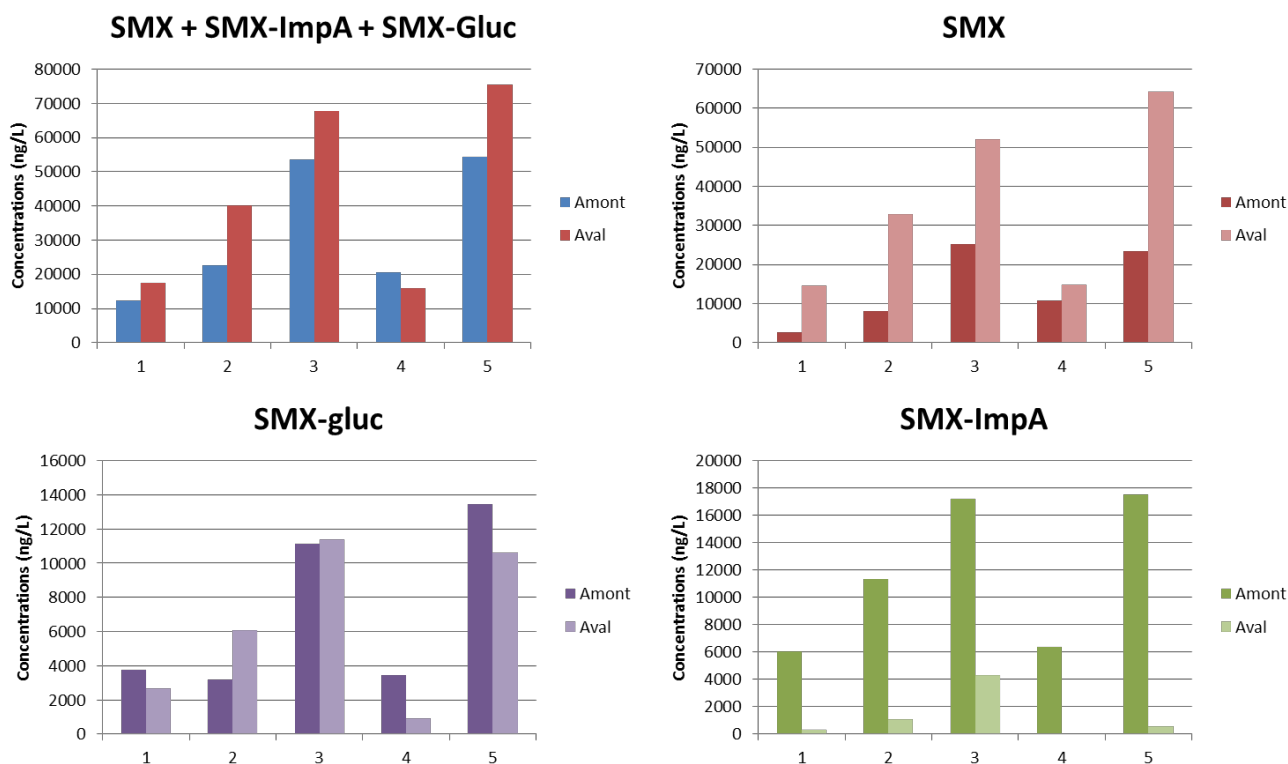 SMX + SMX-ImpA + SMX-Gluc
Concentrations (ng/L)
80000
70000
60000
50000
40000
30000
20000
10000
0
1 2 3 4 5
Amont
Aval
SMX
Concentrations (ng/L)
70000
60000
50000
40000
30000
20000
10000
0
1 2 3 4 5
Amont
Aval
SMX-gluc
Concentrations (ng/L)
16000
14000
12000
10000
8000
6000
4000
2000
0
1 2 3 4 5
Amont
Aval
SMX-ImpA
Concentrations (ng/L)
20000
18000
16000
14000
12000
10000
8000
6000
4000
2000
0
1 2 3 4 5
Amont
Aval